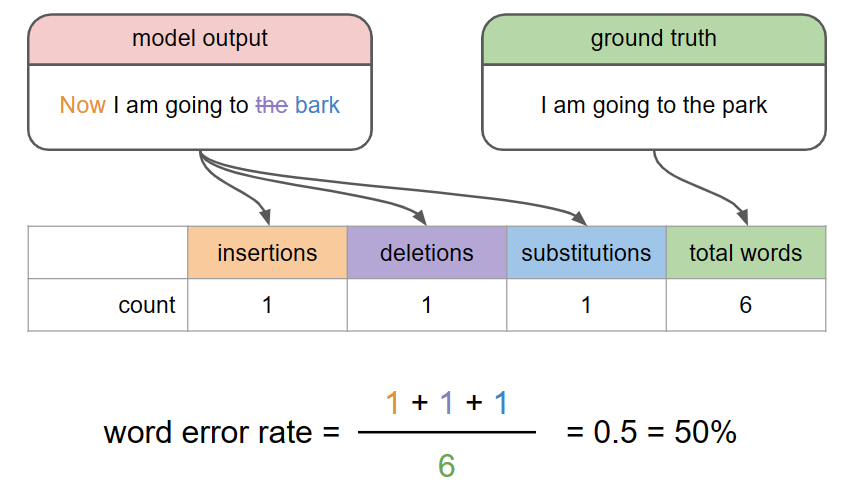 model output
Now I am going to the bark
ground truth
I am going to the park
insertions deletions substitutions total words
count 1 1 1 6
word error rate = 1 + 1 + 1 / 6 = 0.5 = 50%